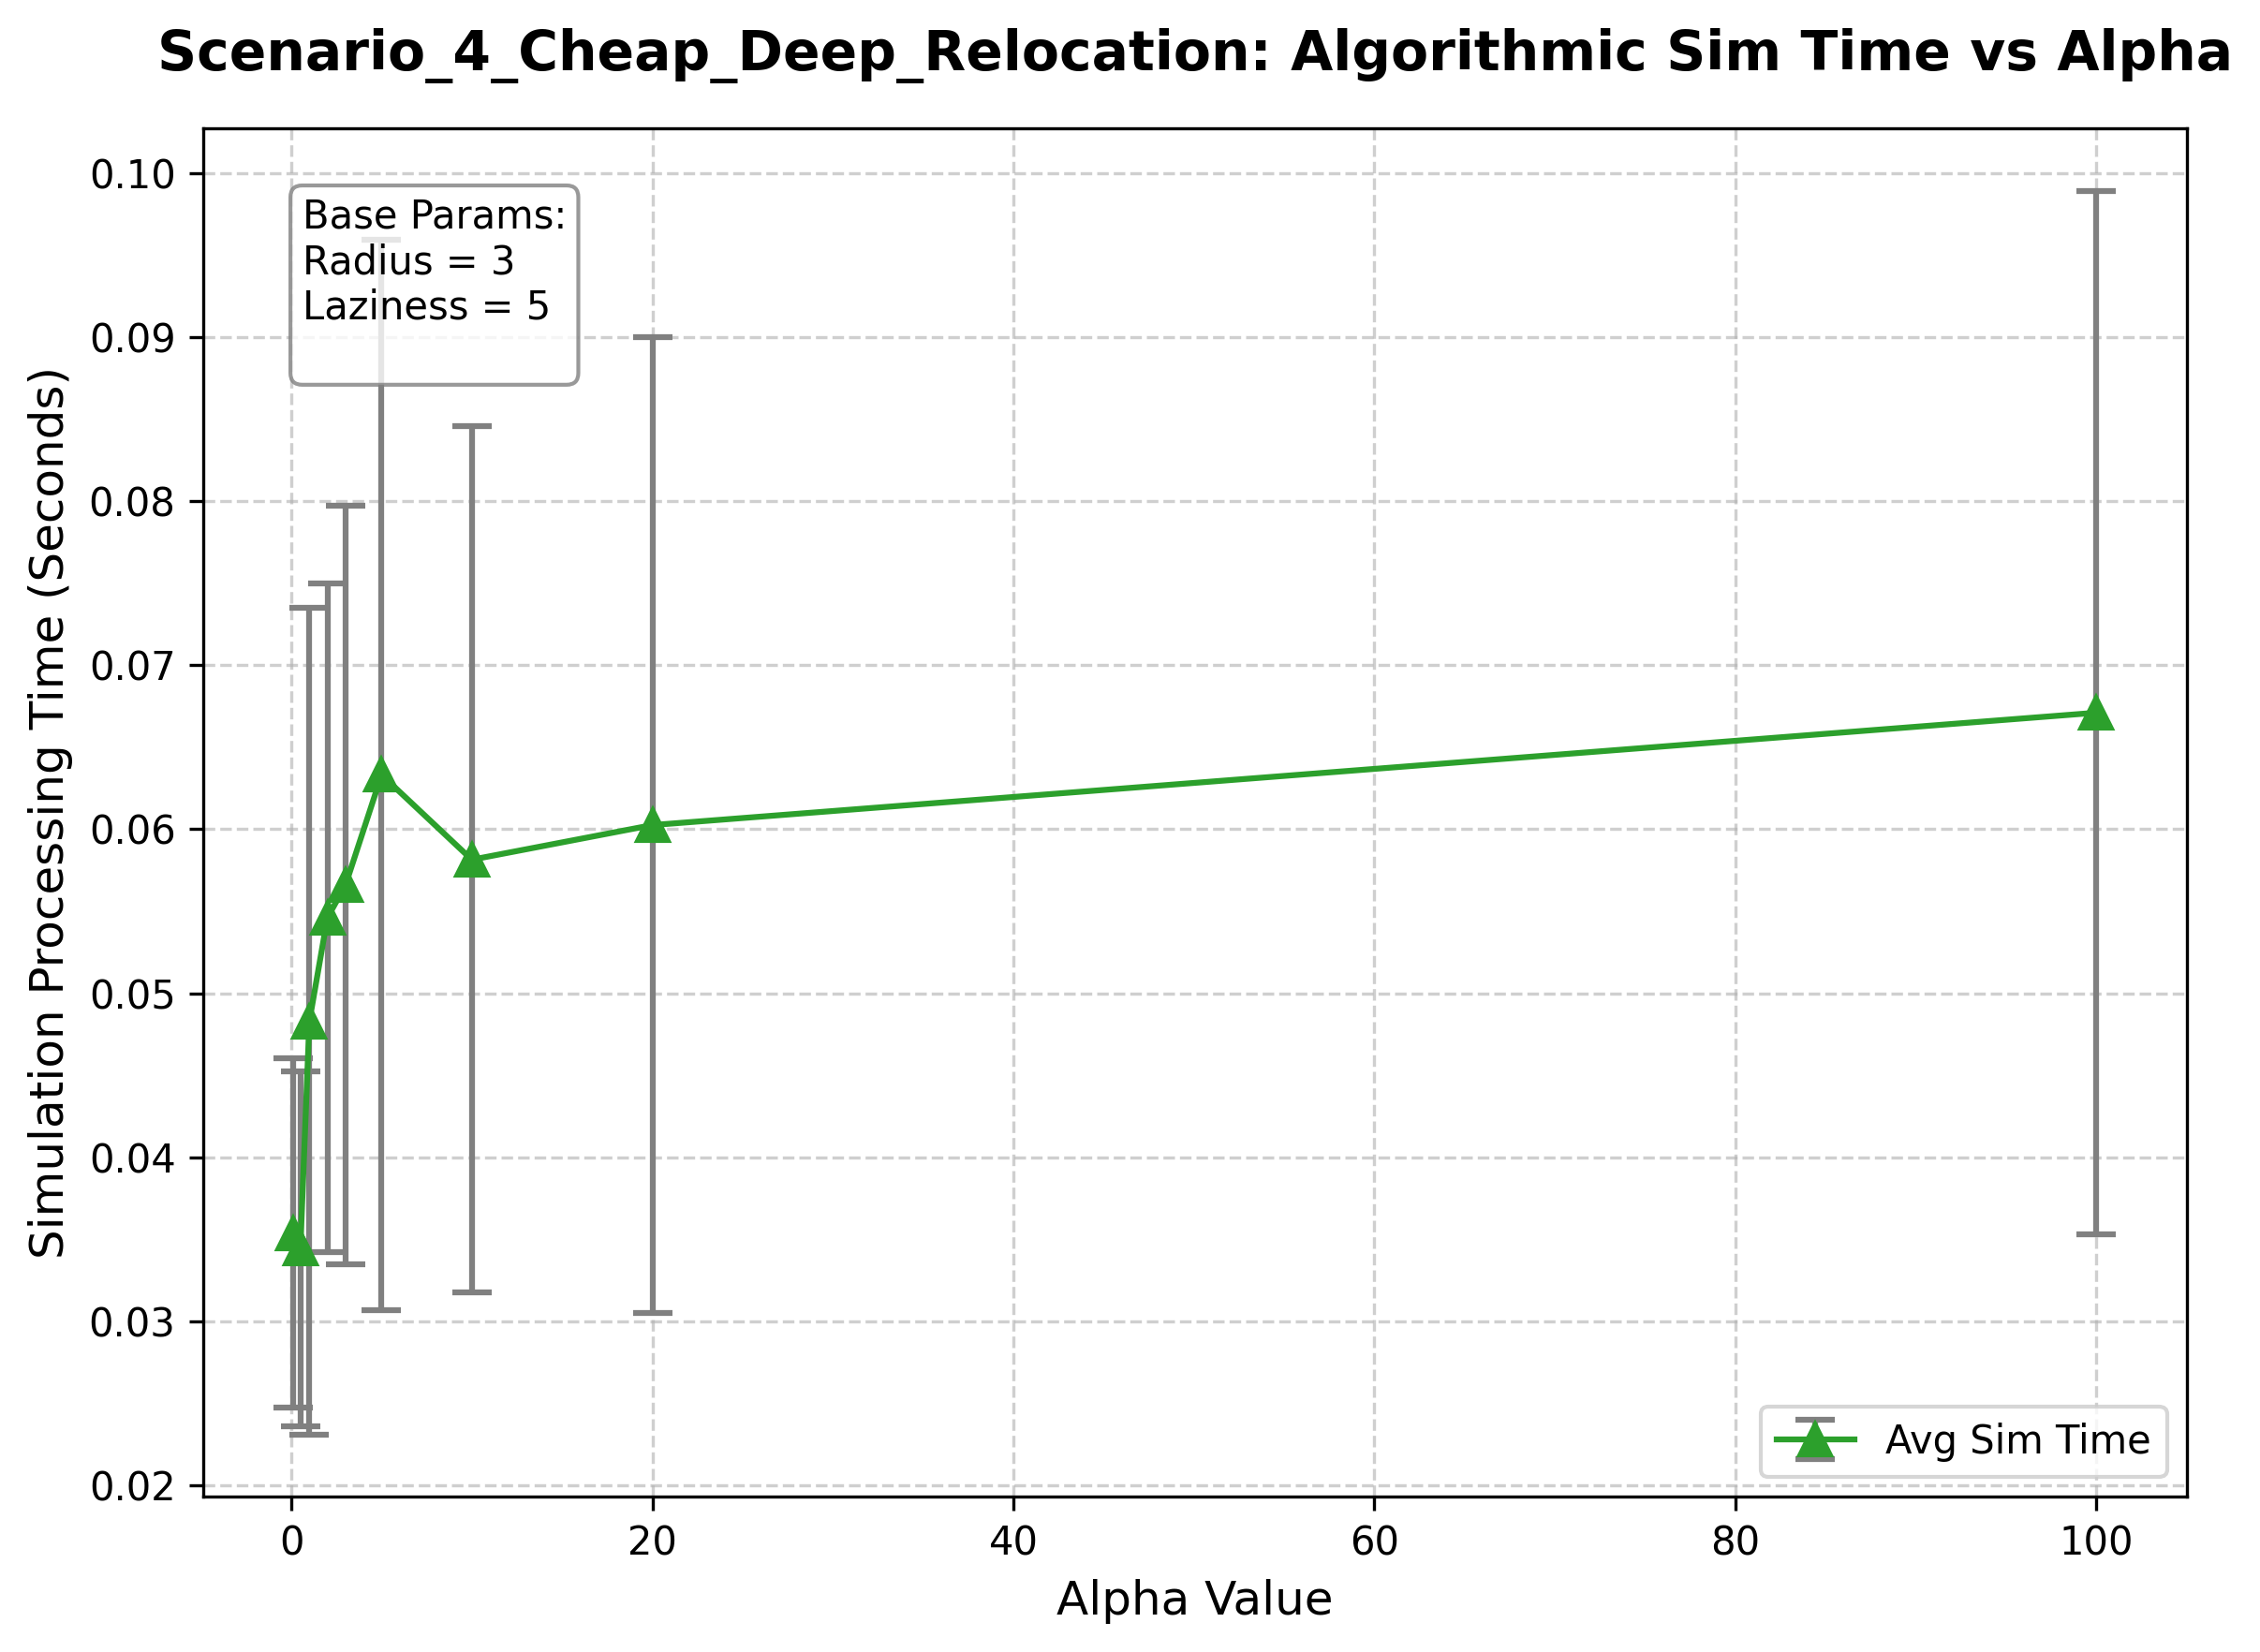 Scenario_4_Cheap_Deep_Relocation: Algorithmic Sim Time vs Alpha
Simulation Processing Time (Seconds)
0.10
0.09
0.08
0.07
0.06
0.05
0.04
0.03
0.02
Base Params:
Radius = 3
Laziness = 5
Avg Sim Time
0
20
40
60
80
100
Alpha Value